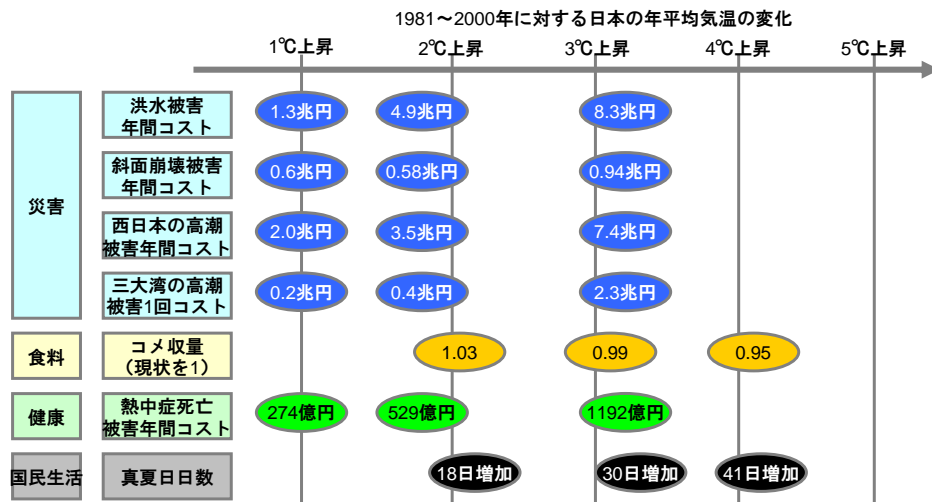 1981～2000年に対する日本の年平均気温の変化
1℃上昇 2℃上昇 3℃上昇 4℃上昇 5℃上昇
災害
洪水被害
年間コスト
1.3兆円 4.9兆円 8.3兆円
斜面崩壊被害
年間コスト
0.6兆円 0.58兆円 0.94兆円
西日本の高潮
被害年間コスト
2.0兆円 3.5兆円 7.4兆円
三大湾の高潮
被害1回コスト
0.2兆円 0.4兆円 2.3兆円
食料
コメ収量
（現状を1）
1.03 0.99 0.95
健康
熱中症死亡
被害年間コスト
274億円 529億円 1192億円
国民生活
真夏日日数
18日増加 30日増加 41日増加